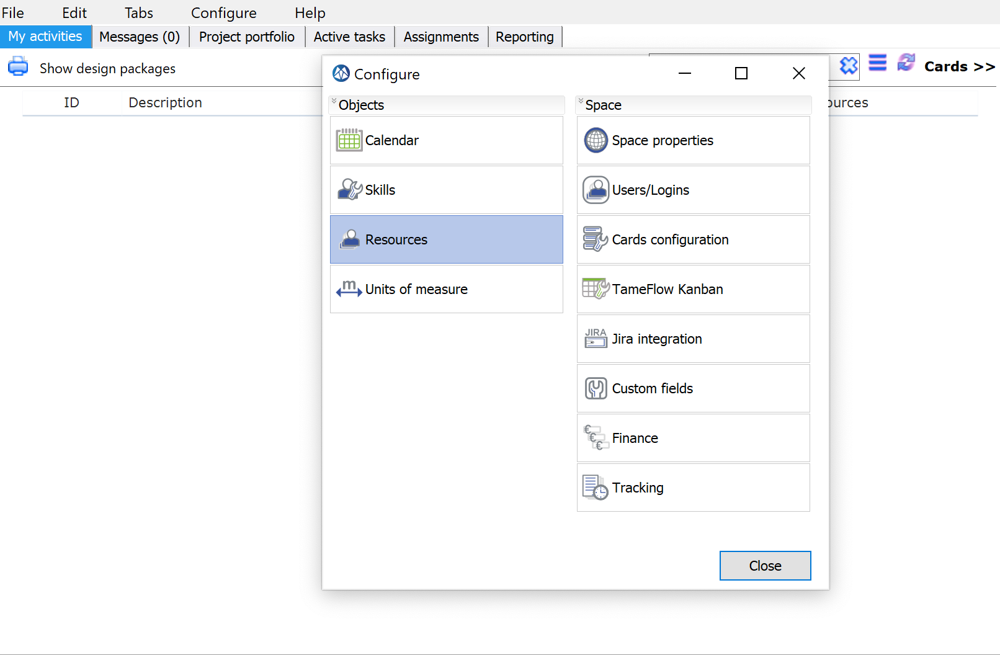 File Edit Tabs Configure Help
My activities Messages (0) Project portfolio Active tasks Assignments Reporting
Show design packages
Cards >>
ID Description
ources
Configure
Objects
Calendar
Skills
Resources
m
Units of measure
Space
Space properties
Users/Logins
Cards configuration
TameFlow Kanban
JIRA
Jira integration
Custom fields
€
€
€
Finance
Tracking
Close